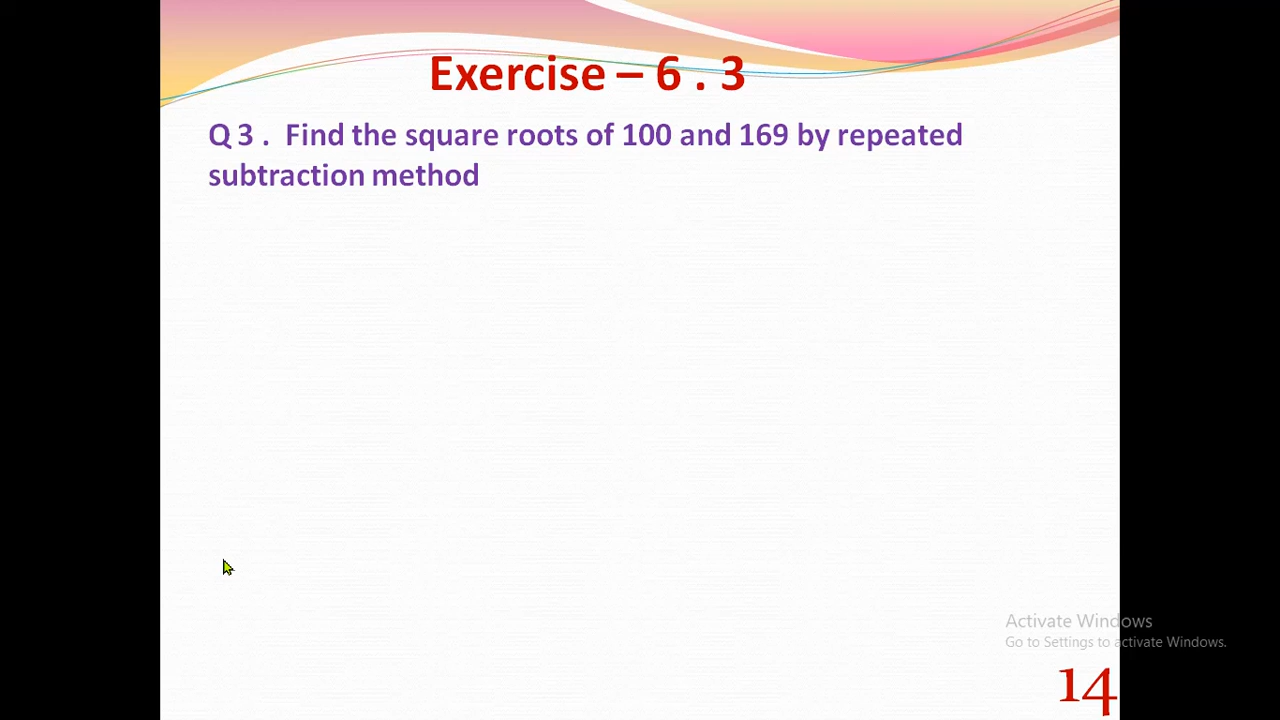 Exercise – 6 . 3
Q 3 .  Find the square roots of 100 and 169 by repeated
subtraction method
Activate Windows
Go to Settings to activate Windows.
14